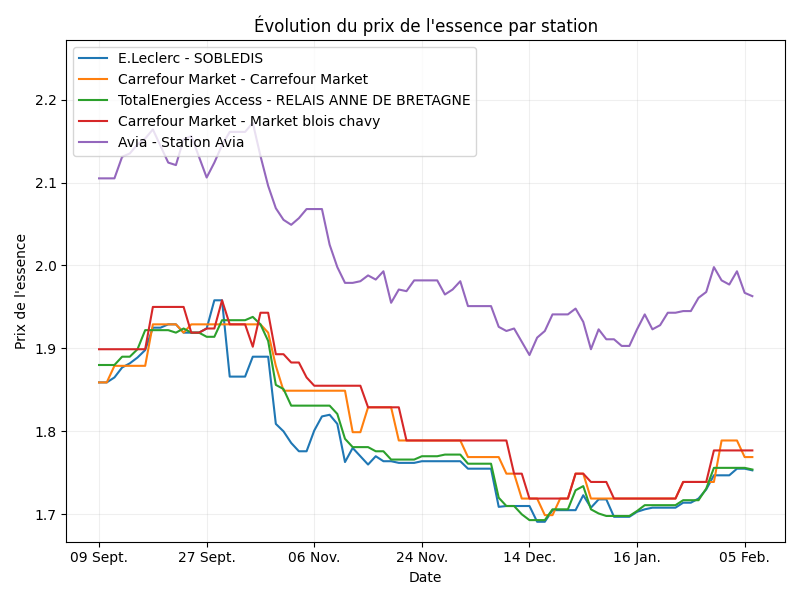 Évolution du prix de l'essence par station
E.Leclerc - SOBLEDIS
Carrefour Market - Carrefour Market
TotalEnergies Access - RELAIS ANNE DE BRETAGNE
Carrefour Market - Market blois chavy
Avia - Station Avia
Prix de l'essence
2.2
2.1
2.0
1.9
1.8
1.7
09 Sept.
27 Sept.
06 Nov.
24 Nov.
14 Dec.
16 Jan.
05 Feb.
Date